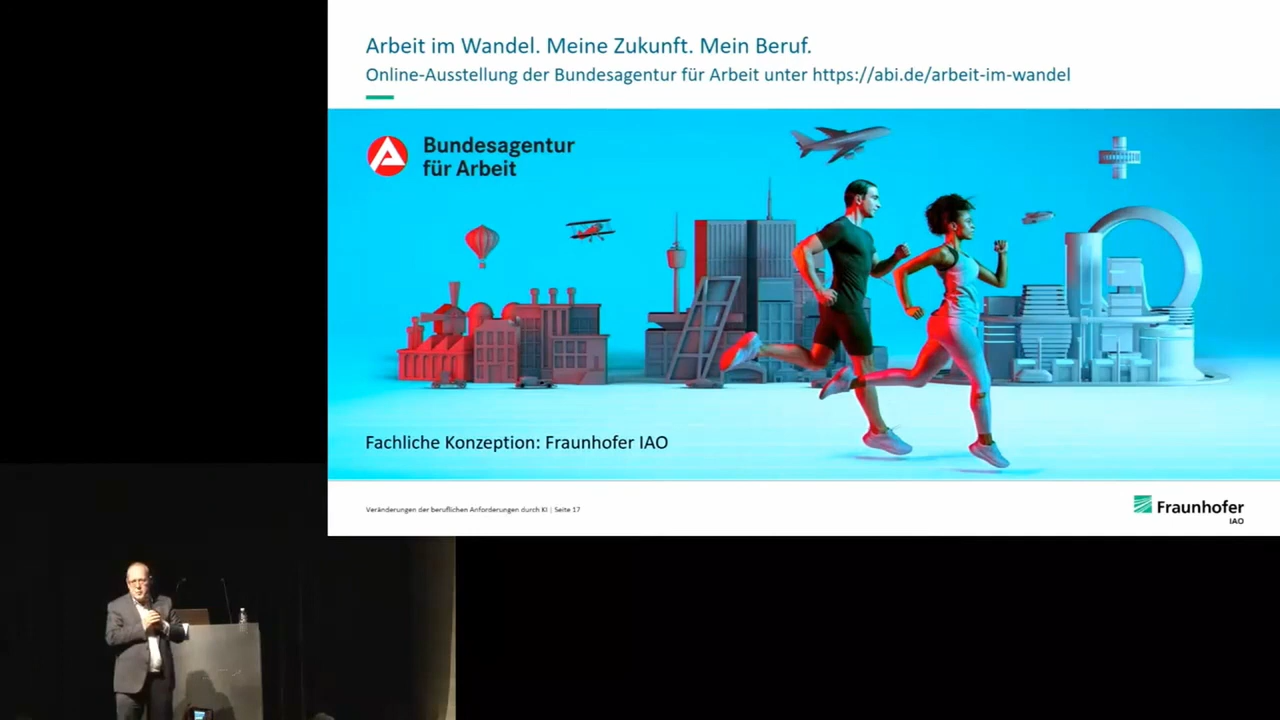 Arbeit im Wandel. Meine Zukunft. Mein Beruf.
Online-Ausstellung der Bundesagentur für Arbeit unter https://abi.de/arbeit-im-wandel
Bundesagentur
für Arbeit
Fachliche Konzeption: Fraunhofer IAO
Veränderungen der beruflichen Anforderungen durch KI | Seite 17
Fraunhofer
IAO